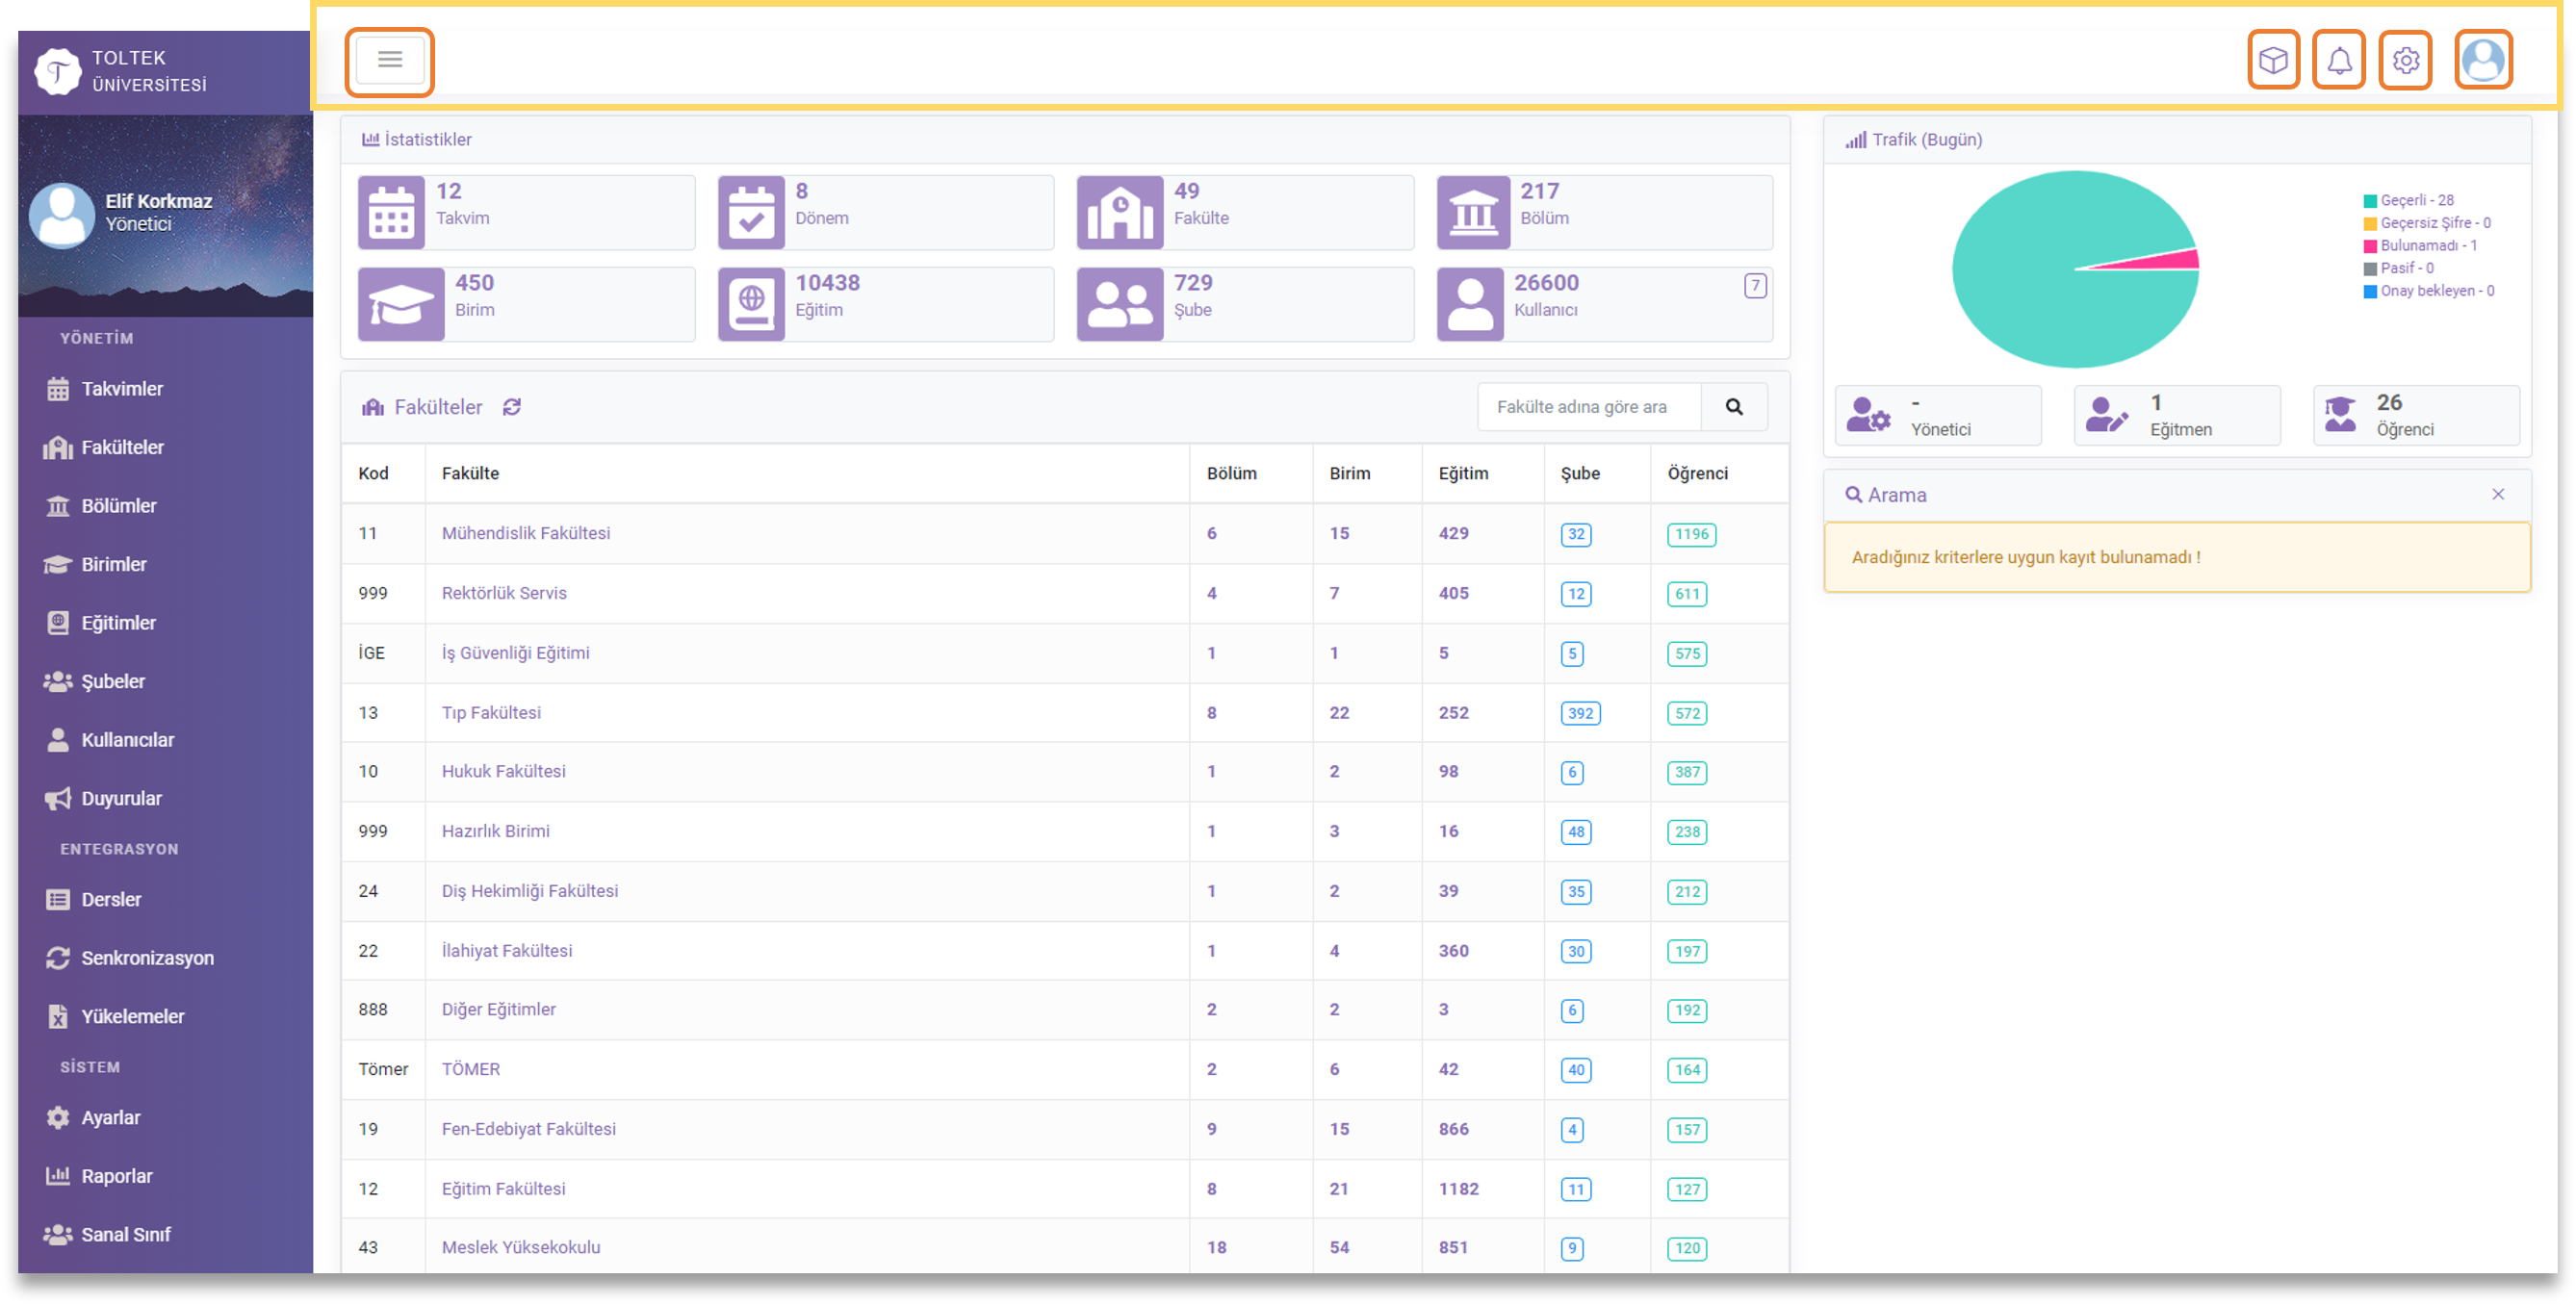 TOLTEK
ÜNİVERSİTESİ
Elif Korkmaz
Yönetici
YÖNETİM
Takvimler
Fakülteler
Bölümler
Birimler
Eğitimler
Şubeler
Kullanıcılar
Duyurular
ENTEGRASYON
Dersler
Senkronizasyon
Yükelemeler
SİSTEM
Ayarlar
Raporlar
Sanal Sınıf
İstatistikler
12
Takvim
8
Dönem
49
Fakülte
217
Bölüm
450
Birim
10438
Eğitim
729
Şube
26600
Kullanıcı
7
Fakülteler
Fakülte adına göre ara
Kod Fakülte Bölüm Birim Eğitim Şube Öğrenci
11 Mühendislik Fakültesi 6 15 429 32 1196
999 Rektörlük Servis 4 7 405 12 611
İGE İş Güvenliği Eğitimi 1 1 5 5 575
13 Tıp Fakültesi 8 22 252 392 572
10 Hukuk Fakültesi 1 2 98 6 387
999 Hazırlık Birimi 1 3 16 48 238
24 Diş Hekimliği Fakültesi 1 2 39 35 212
22 İlahiyat Fakültesi 1 4 360 30 197
888 Diğer Eğitimler 2 2 3 6 192
Tömer TÖMER 2 6 42 40 164
19 Fen-Edebiyat Fakültesi 9 15 866 4 157
12 Eğitim Fakültesi 8 21 1182 11 127
43 Meslek Yüksekokulu 18 54 851 9 120
Trafik (Bugün)
Geçerli - 28
Geçersiz Şifre - 0
Bulunamadı - 1
Pasif - 0
Onay bekleyen - 0
-
Yönetici
1
Eğitmen
26
Öğrenci
Arama
Aradığınız kriterlere uygun kayıt bulunamadı !